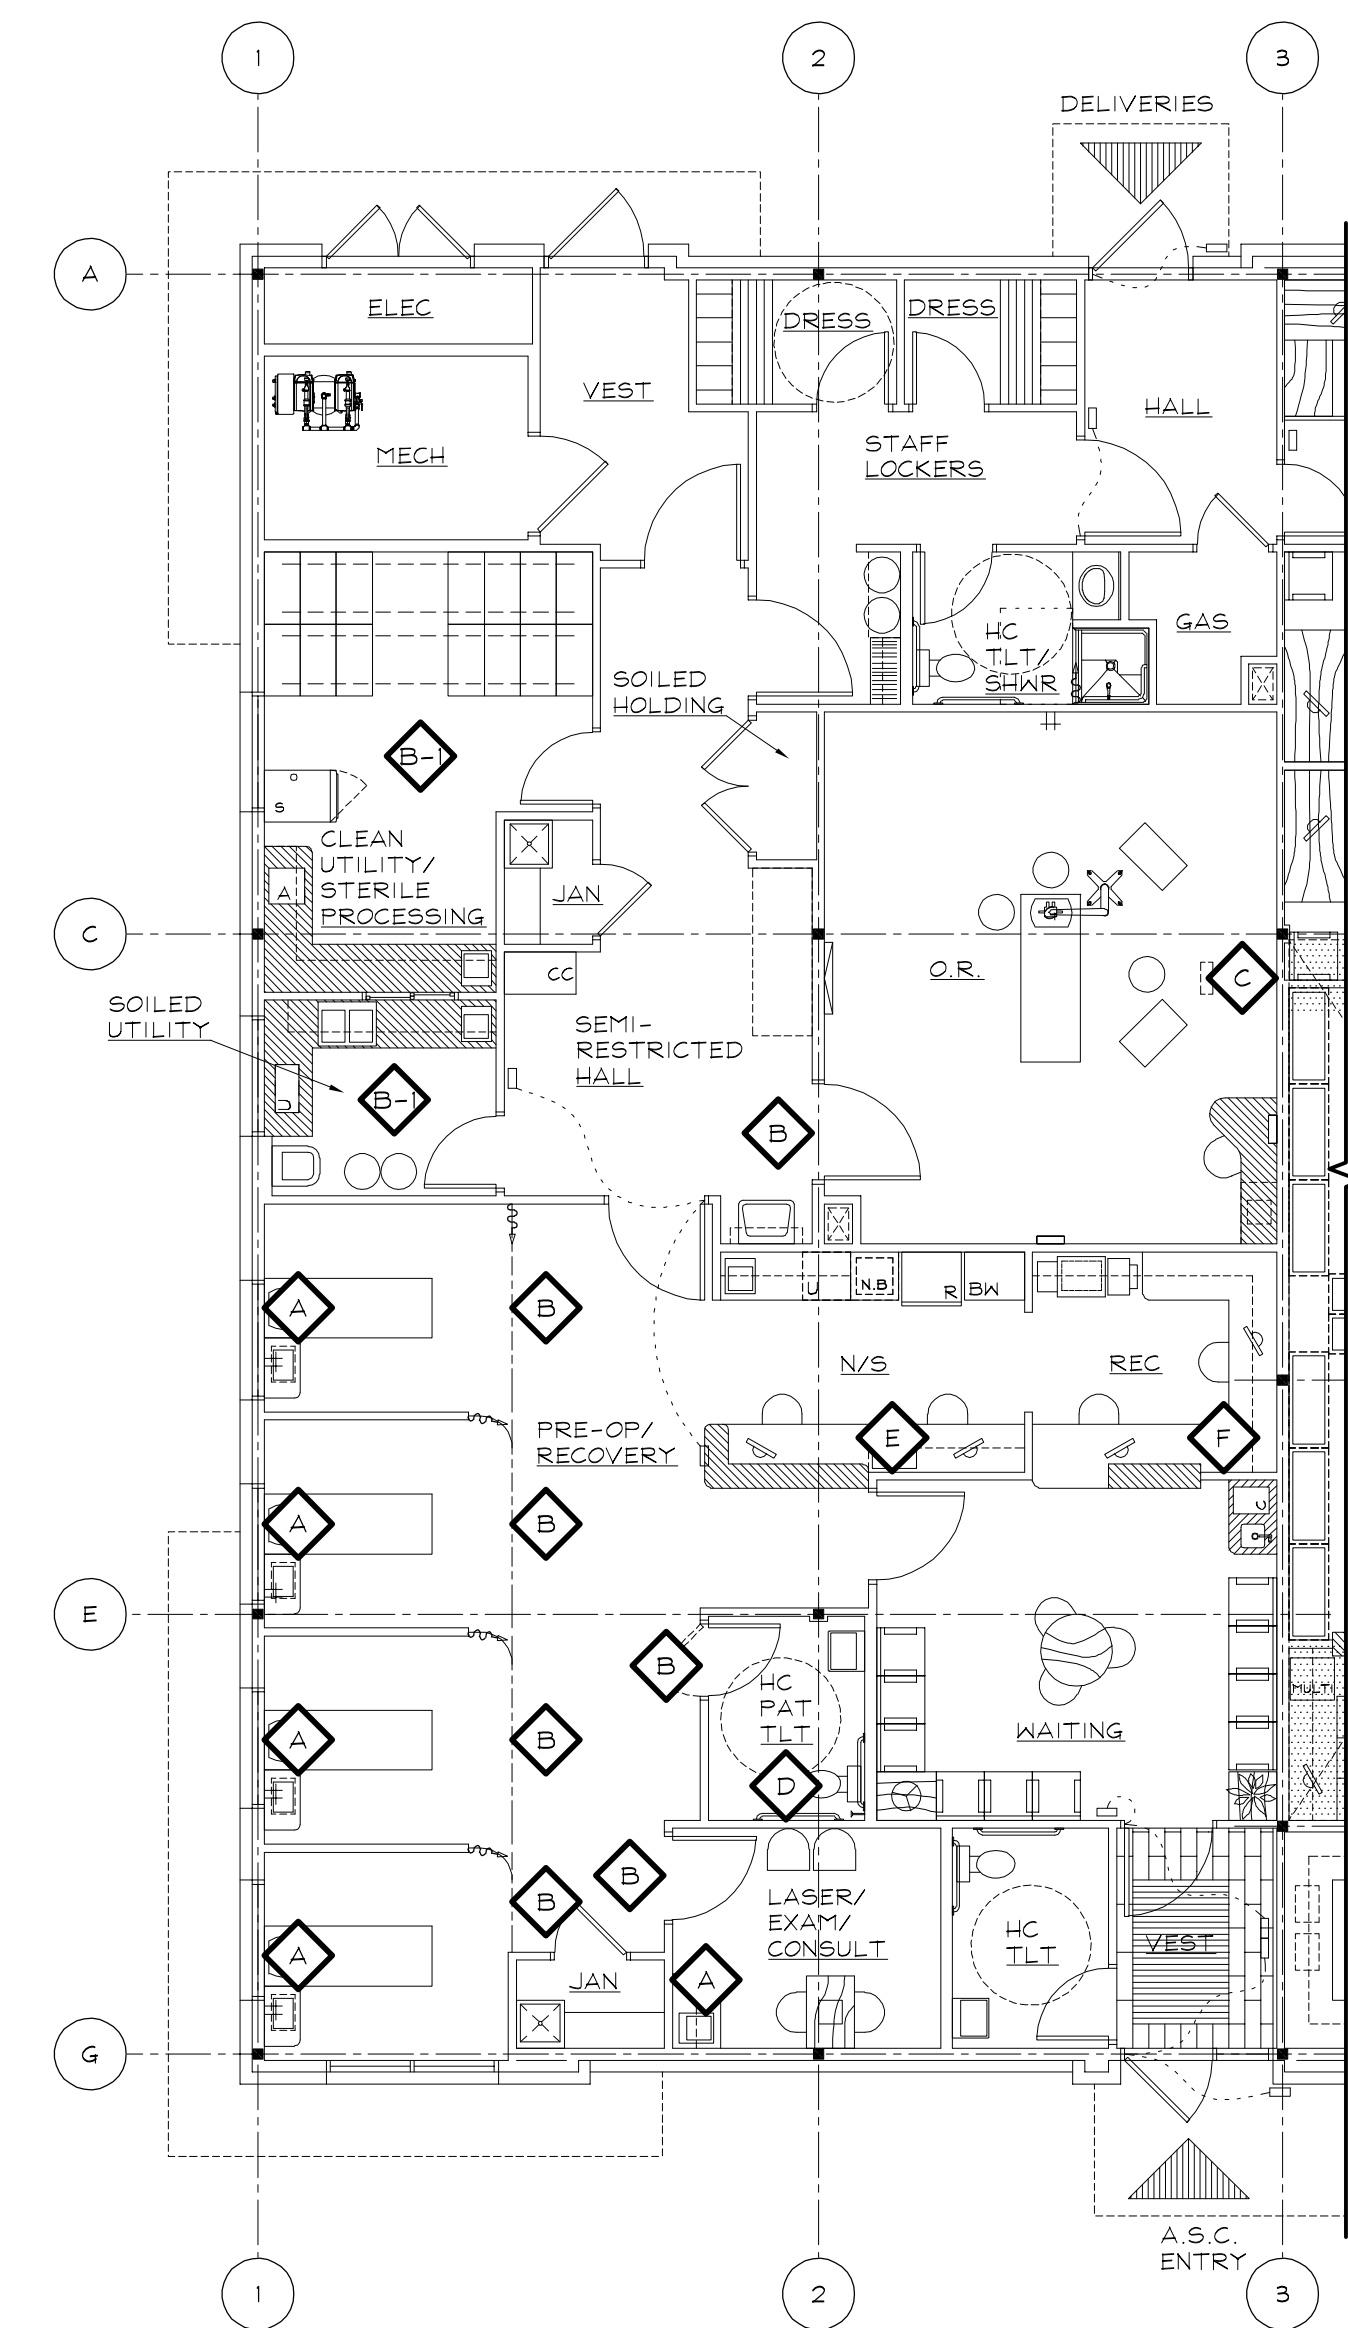 1
2
3
DELIVERIES
A
ELEC
DRESS
DRESS
VEST
HALL
STAFF
LOCKERS
MECH
HC
TLT/
SHWR
GAS
SOILED
HOLDING
B-1
S
CLEAN
UTILITY/
STERILE
PROCESSING
A
JAN
C
O.R.
CC
C
SOILED
UTILITY
SEMI-
RESTRICTED
HALL
B-1
B
U
A
B
U
N.B
R
BW
N/S
REC
PRE-OP/
RECOVERY
E
F
A
B
C
E
B
HC
PAT
TLT
MULTI
WAITING
A
B
D
B
B
LASER/
EXAM/
CONSULT
HC
TLT
VEST
A
A
JAN
G
A.S.C.
ENTRY
1
2
3